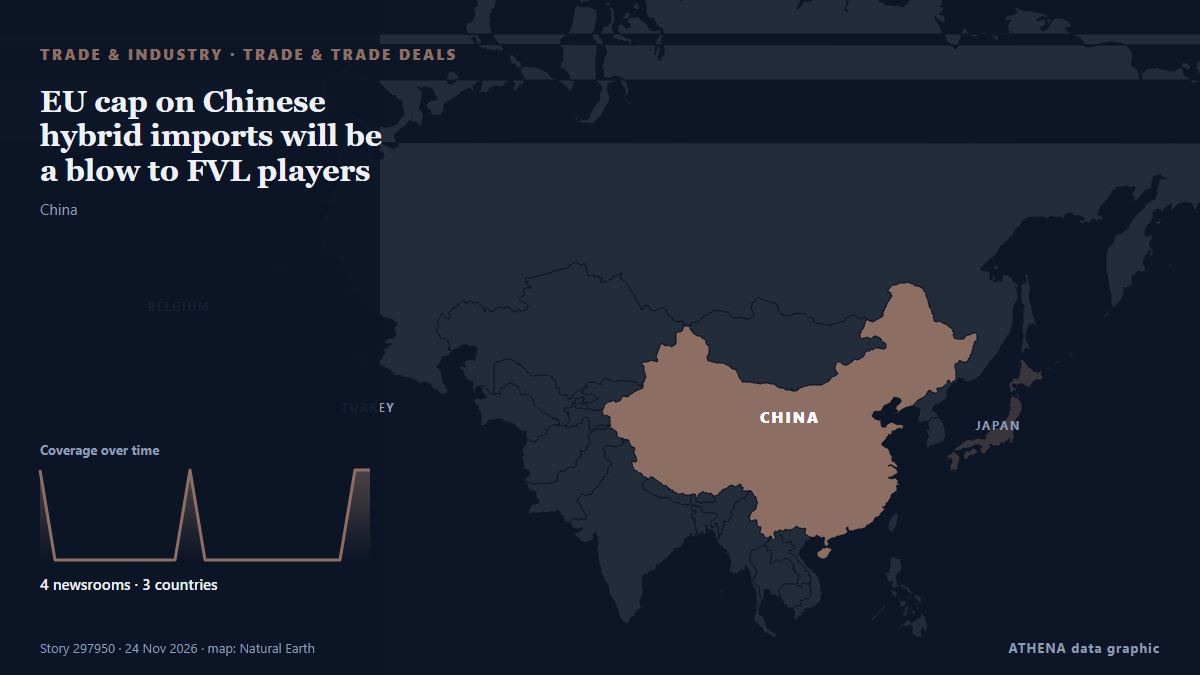 TRADE & INDUSTRY · TRADE & TRADE DEALS
EU cap on Chinese
hybrid imports will be
a blow to FVL players
China
BELGIUM
TURKEY
CHINA
JAPAN
Coverage over time
4 newsrooms · 3 countries
Story 297950 · 24 Nov 2026 · map: Natural Earth
ATHENA data graphic